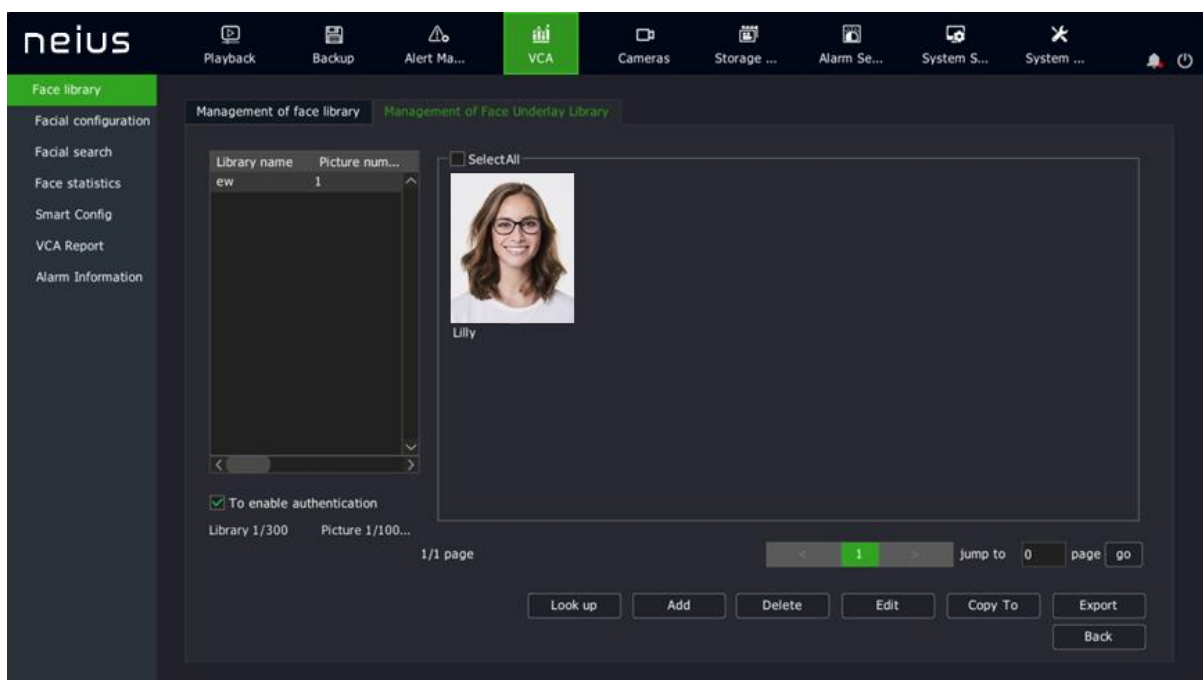 neius
Playback Backup Alert Ma... VCA Cameras Storage ... Alarm Se... System S... System ...
Face library
Facial configuration
Facial search
Face statistics
Smart Config
VCA Report
Alarm Information
Management of face library Management of Face Underlay Library
Library name Picture num...
ew 1
SelectAll
Lilly
To enable authentication
Library 1/300 Picture 1/100...
1/1 page < 1 > jump to 0 page go
Look up Add Delete Edit Copy To Export
Back